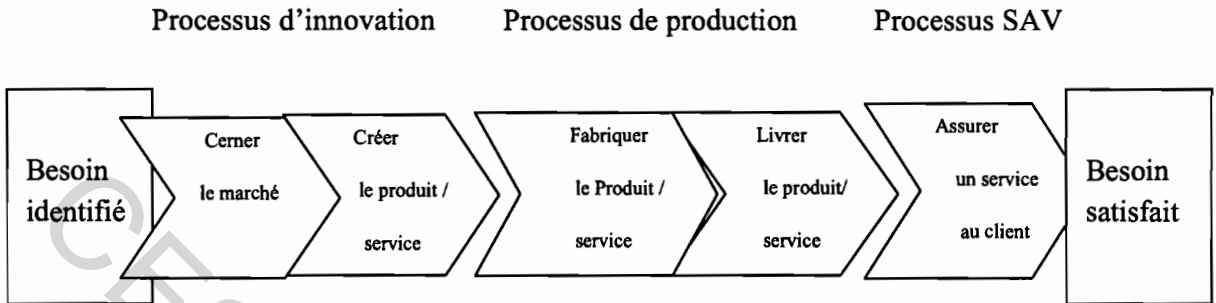 Processus d'innovation
Processus de production
Processus SAV
Besoin
identifié
Cerner
le marché
Créer
le produit /
service
Fabriquer
le Produit /
service
Livrer
le produit/
service
Assurer
un service
au client
Besoin
satisfait